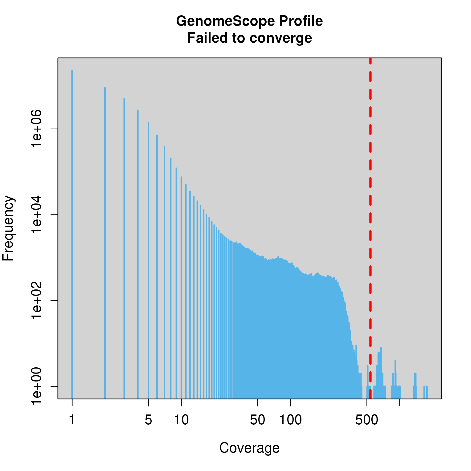 GenomeScope Profile
Failed to converge
Frequency
1e+06
1e+04
1e+02
1e+00
1 5 10 50 100 500
Coverage